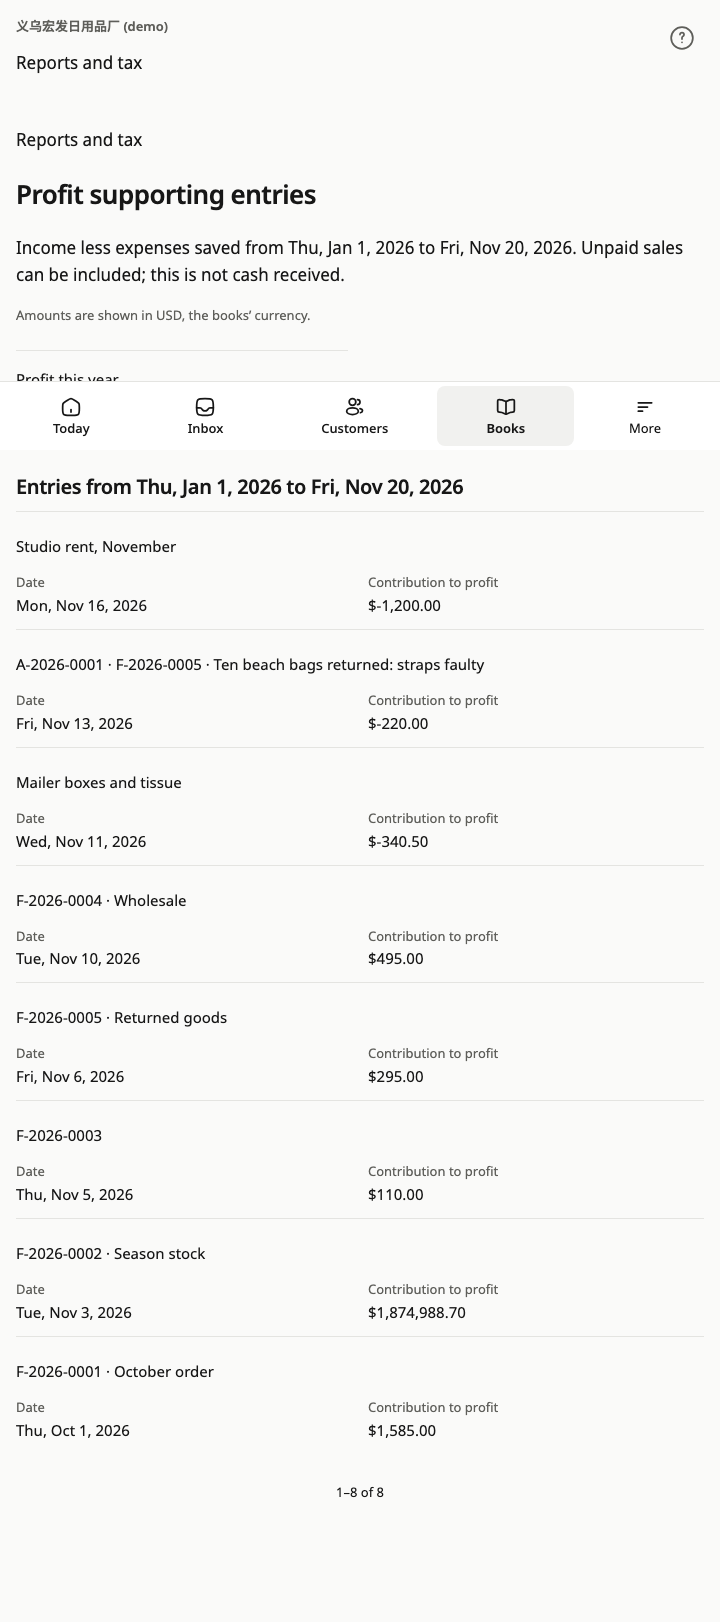 义乌宏发日用品厂 (demo)
Reports and tax
Reports and tax
Profit supporting entries
Income less expenses saved from Thu, Jan 1, 2026 to Fri, Nov 20, 2026. Unpaid sales
can be included; this is not cash received.
Amounts are shown in USD, the books’ currency.
Profit this year
Today
Inbox
Customers
Books
More
Entries from Thu, Jan 1, 2026 to Fri, Nov 20, 2026
Studio rent, November
Date
Contribution to profit
Mon, Nov 16, 2026
$-1,200.00
A-2026-0001 · F-2026-0005 · Ten beach bags returned: straps faulty
Date
Contribution to profit
Fri, Nov 13, 2026
$-220.00
Mailer boxes and tissue
Date
Contribution to profit
Wed, Nov 11, 2026
$-340.50
F-2026-0004 · Wholesale
Date
Contribution to profit
Tue, Nov 10, 2026
$495.00
F-2026-0005 · Returned goods
Date
Contribution to profit
Fri, Nov 6, 2026
$295.00
F-2026-0003
Date
Contribution to profit
Thu, Nov 5, 2026
$110.00
F-2026-0002 · Season stock
Date
Contribution to profit
Tue, Nov 3, 2026
$1,874,988.70
F-2026-0001 · October order
Date
Contribution to profit
Thu, Oct 1, 2026
$1,585.00
1–8 of 8